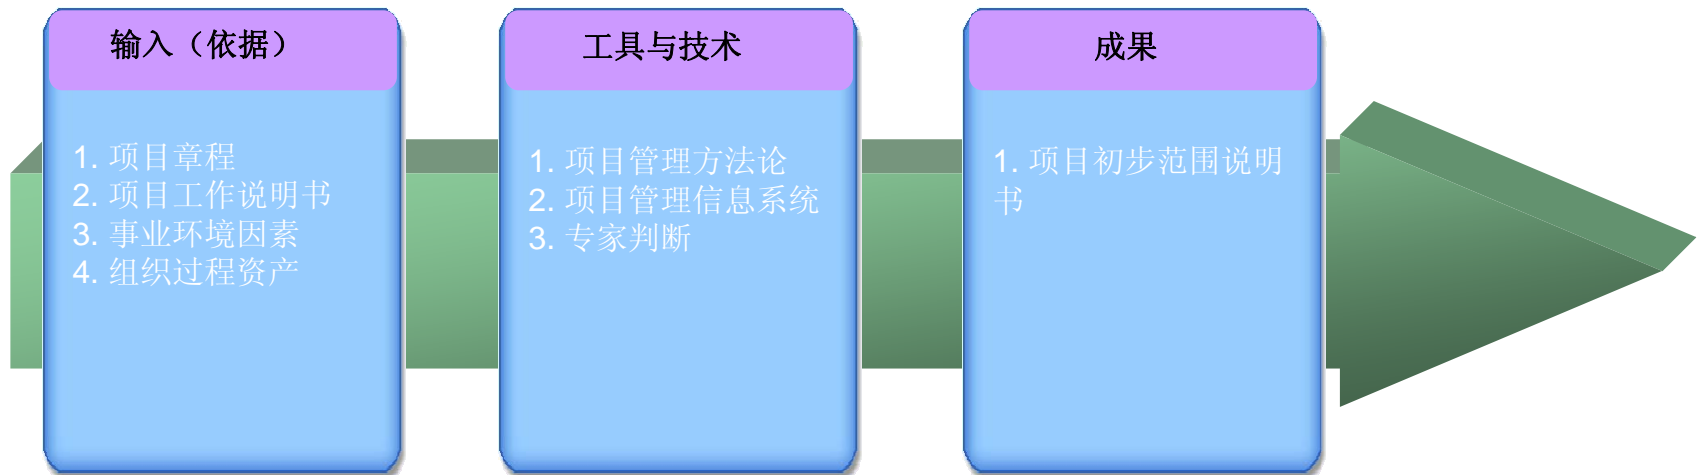 输入（依据）
1. 项目章程
2. 项目工作说明书
3. 事业环境因素
4. 组织过程资产
工具与技术
1. 项目管理方法论
2. 项目管理信息系统
3. 专家判断
成果
1. 项目初步范围说明
书